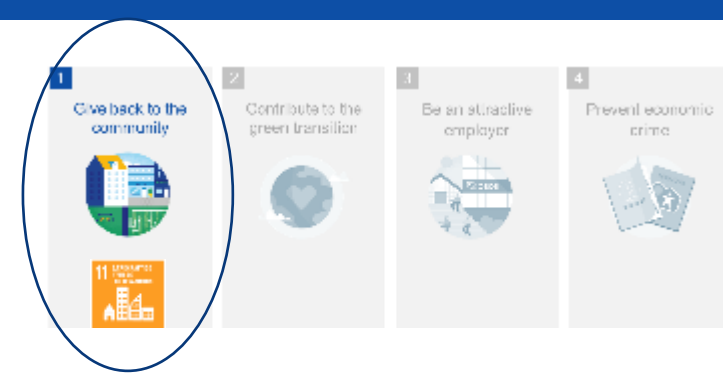 1
Give back to the
community
11
2
Contribute to the
green transition
3
Be an attractive
employer
4
Prevent economic
crime